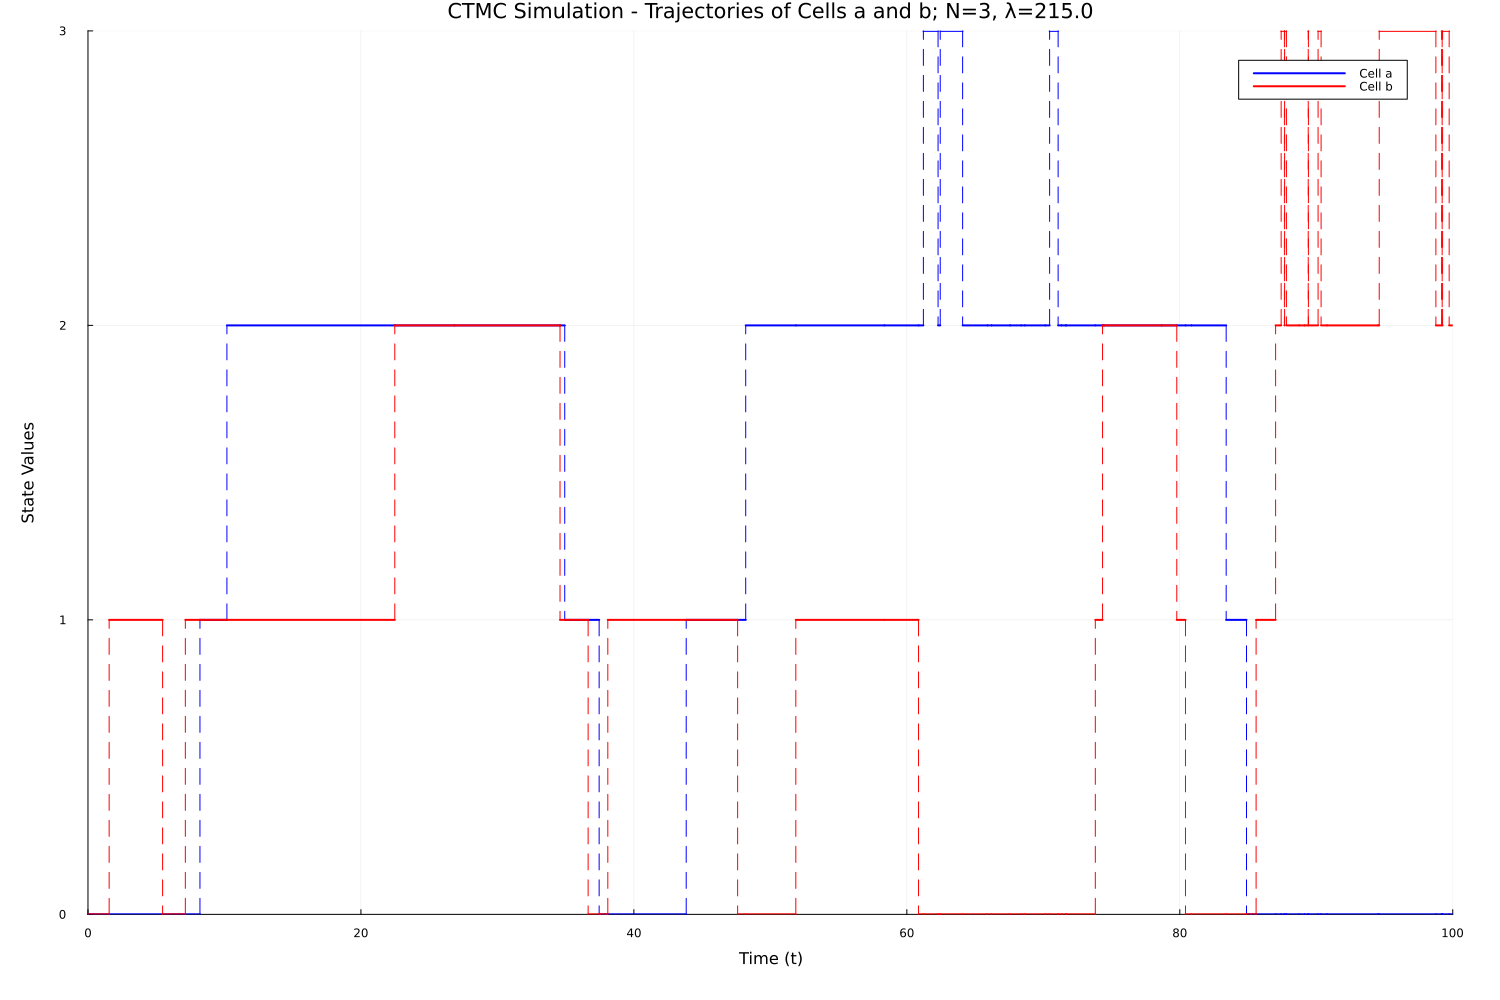 CTMC Simulation - Trajectories of Cells a and b; N=3, λ=215.0
3
Cell a
Cell b
2
State Values
1
0
0 20 40 60 80 100
Time (t)